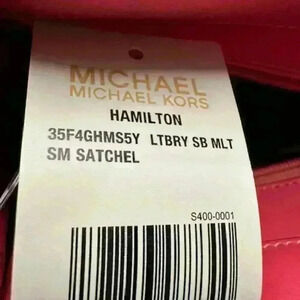 MICHAEL
MICHAEL KORS
HAMILTON
35F4GHMS5Y LTBRY SB MLT
SM SATCHEL
S400-0001